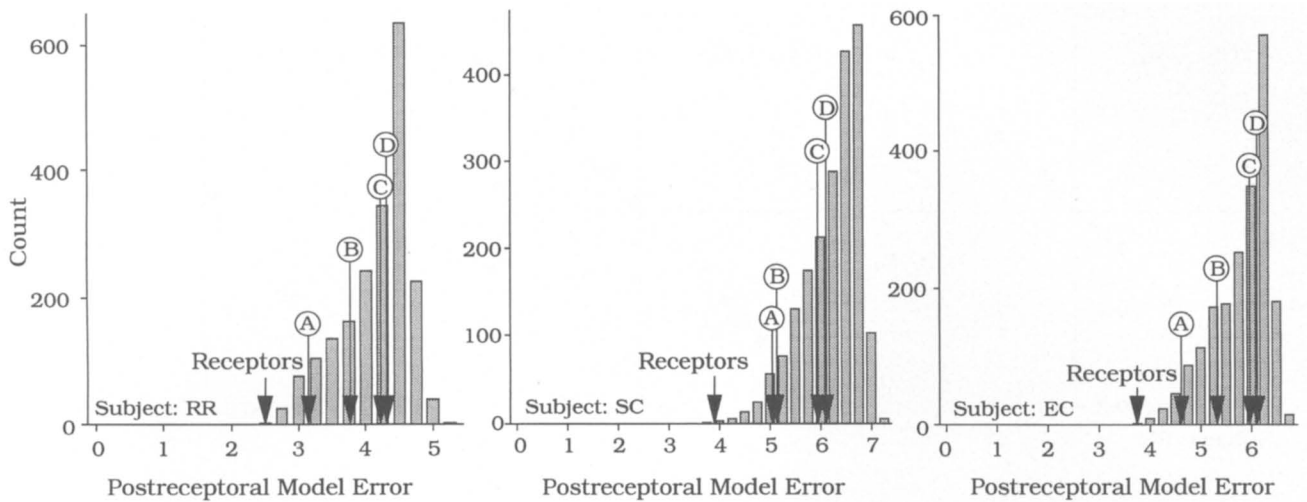 600
400
200
0
Count
D
C
B
A
Receptors
Subject: RR
0 1 2 3 4 5
Postreceptoral Model Error
400
300
200
100
0
D
C
B
A
Receptors
Subject: SC
0 1 2 3 4 5 6 7
Postreceptoral Model Error
600
400
200
0
D
C
B
A
Receptors
Subject: EC
0 1 2 3 4 5 6
Postreceptoral Model Error